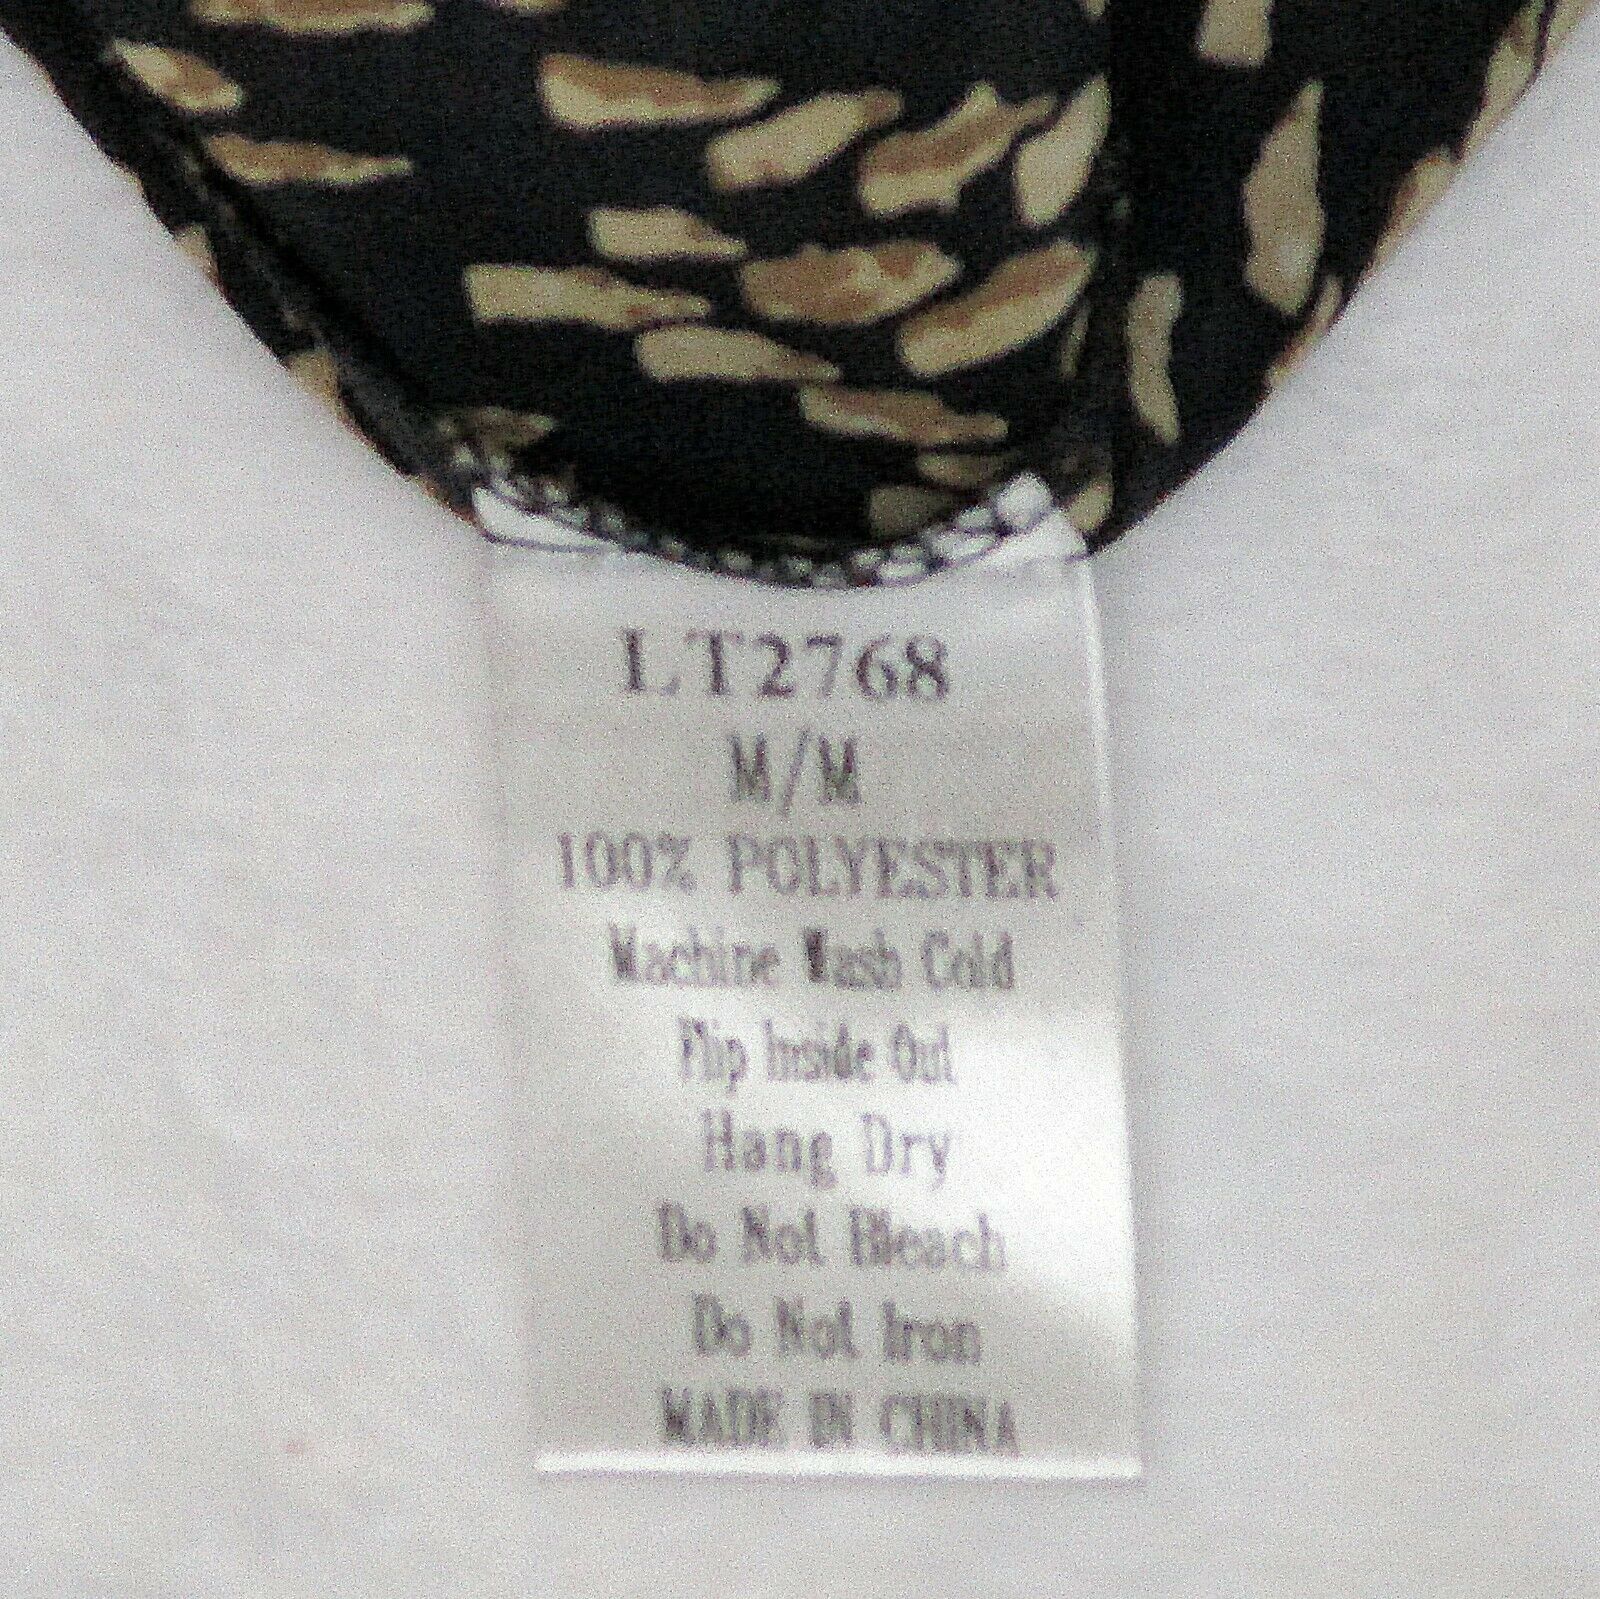 LT2768
M/M
100% POLYESTER
Machine Wash Cold
Flip Inside Out
Hang Dry
Do Not Bleach
Do Not Iron
MADE IN CHINA